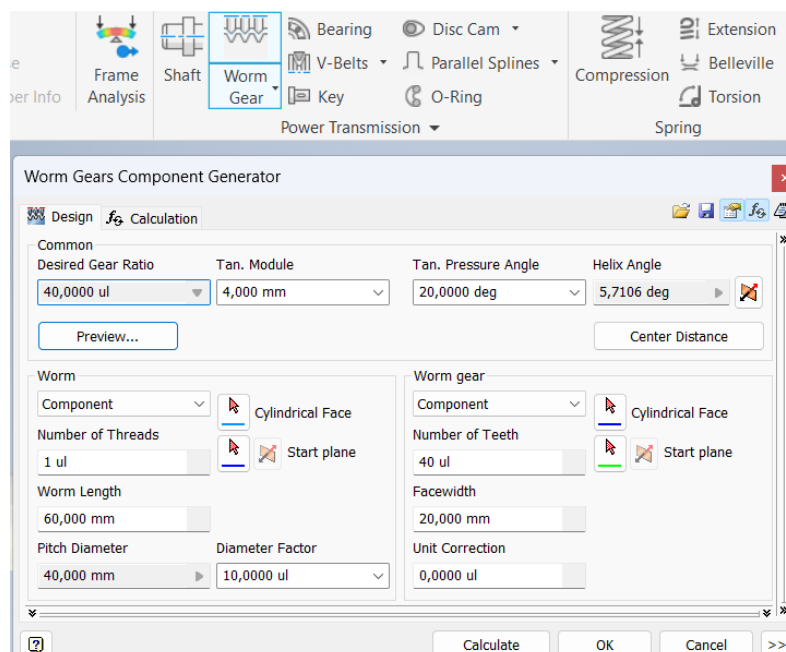 Frame Analysis
Shaft
Worm Gear
Bearing
Disc Cam
V-Belts
Parallel Splines
Key
O-Ring
Power Transmission
Compression
Extension
Belleville
Torsion
Spring
per Info
Worm Gears Component Generator
Design
Calculation
Common
Desired Gear Ratio
Tan. Module
Tan. Pressure Angle
Helix Angle
40,0000 ul
4,000 mm
20,0000 deg
5,7106 deg
Preview...
Center Distance
Worm
Component
Cylindrical Face
Number of Threads
Start plane
1 ul
Worm Length
60,000 mm
Pitch Diameter
Diameter Factor
40,000 mm
10,0000 ul
Worm gear
Component
Cylindrical Face
Number of Teeth
Start plane
40 ul
Facewidth
20,000 mm
Unit Correction
0,0000 ul
Calculate
OK
Cancel
>>